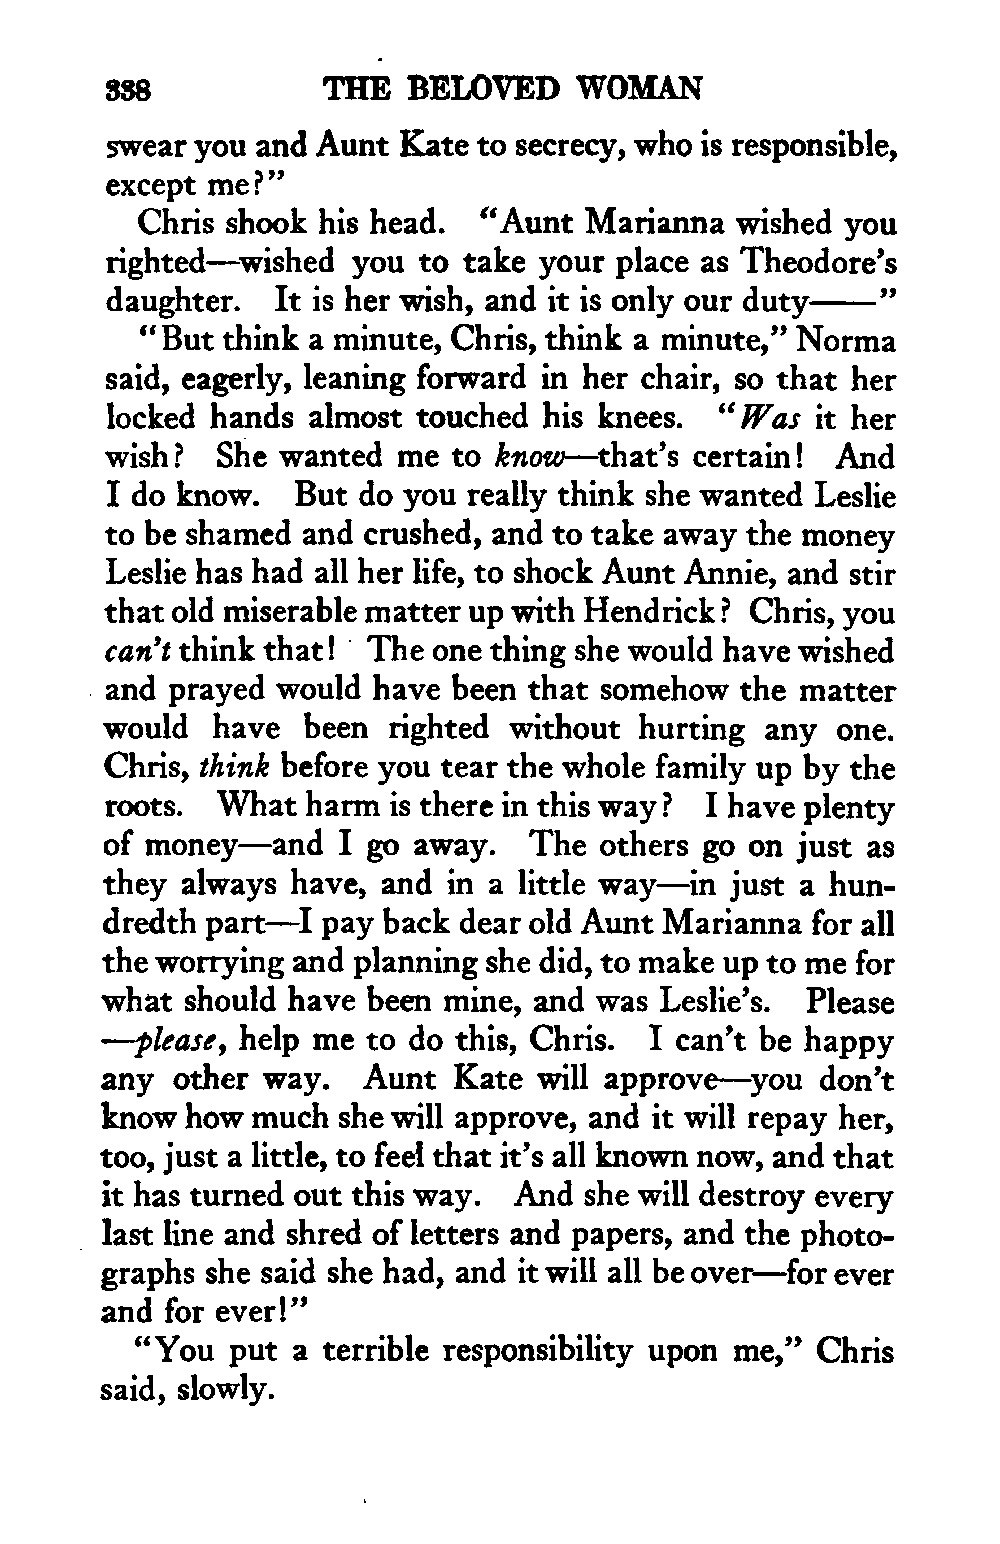 338 THE BELOVED WOMAN
swear you and Aunt Kate to secrecy, who is responsible,
except me?"
Chris shook his head. "Aunt Marianna wished you
righted—wished you to take your place as Theodore's
daughter. It is her wish, and it is only our duty——"
"But think a minute, Chris, think a minute," Norma
said, eagerly, leaning forward in her chair, so that her
locked hands almost touched his knees. "Was it her
wish? She wanted me to know—that's certain! And
I do know. But do you really think she wanted Leslie
to be shamed and crushed, and to take away the money
Leslie has had all her life, to shock Aunt Annie, and stir
that old miserable matter up with Hendrick? Chris, you
can't think that! The one thing she would have wished
and prayed would have been that somehow the matter
would have been righted without hurting any one.
Chris, think before you tear the whole family up by the
roots. What harm is there in this way? I have plenty
of money—and I go away. The others go on just as
they always have, and in a little way—in just a hun-
dredth part—I pay back dear old Aunt Marianna for all
the worrying and planning she did, to make up to me for
what should have been mine, and was Leslie's. Please
—please, help me to do this, Chris. I can't be happy
any other way. Aunt Kate will approve—you don't
know how much she will approve, and it will repay her,
too, just a little, to feel that it's all known now, and that
it has turned out this way. And she will destroy every
last line and shred of letters and papers, and the photo-
graphs she said she had, and it will all be over—for ever
and for ever!"
"You put a terrible responsibility upon me," Chris
said, slowly.